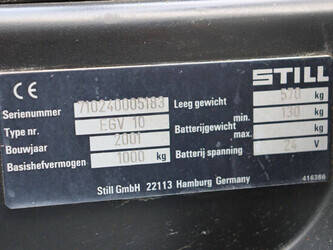 CE STILL
Serienummer 710240005183 Leeg gewicht 570 kg
Type nr. EGV 10 min. 130 kg
Batterijgewicht
Bouwjaar 2001 max. kg
Basishefvermogen 1000 kg Batterij spanning 24 V
Still GmbH 22113 Hamburg Germany
416386